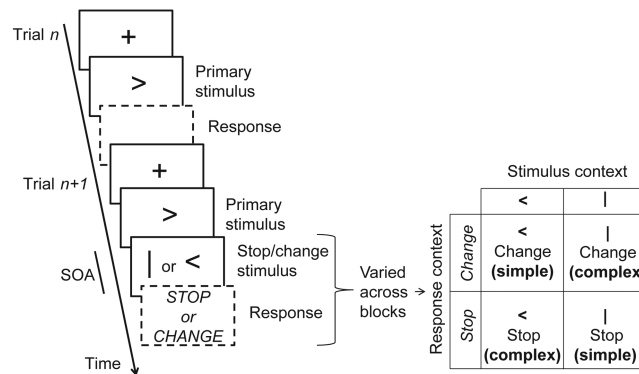 Trial n
+
>
Primary
stimulus
Response
Trial n+1
+
>
Primary
stimulus
SOA
| or <
Stop/change
stimulus
STOP
or
CHANGE
Response
Time
Varied
across
blocks
Stimulus context
< |
Response context
Change
<
Change
(simple)
|
Change
(complex
Stop
<
Stop
(complex)
|
Stop
(simple)